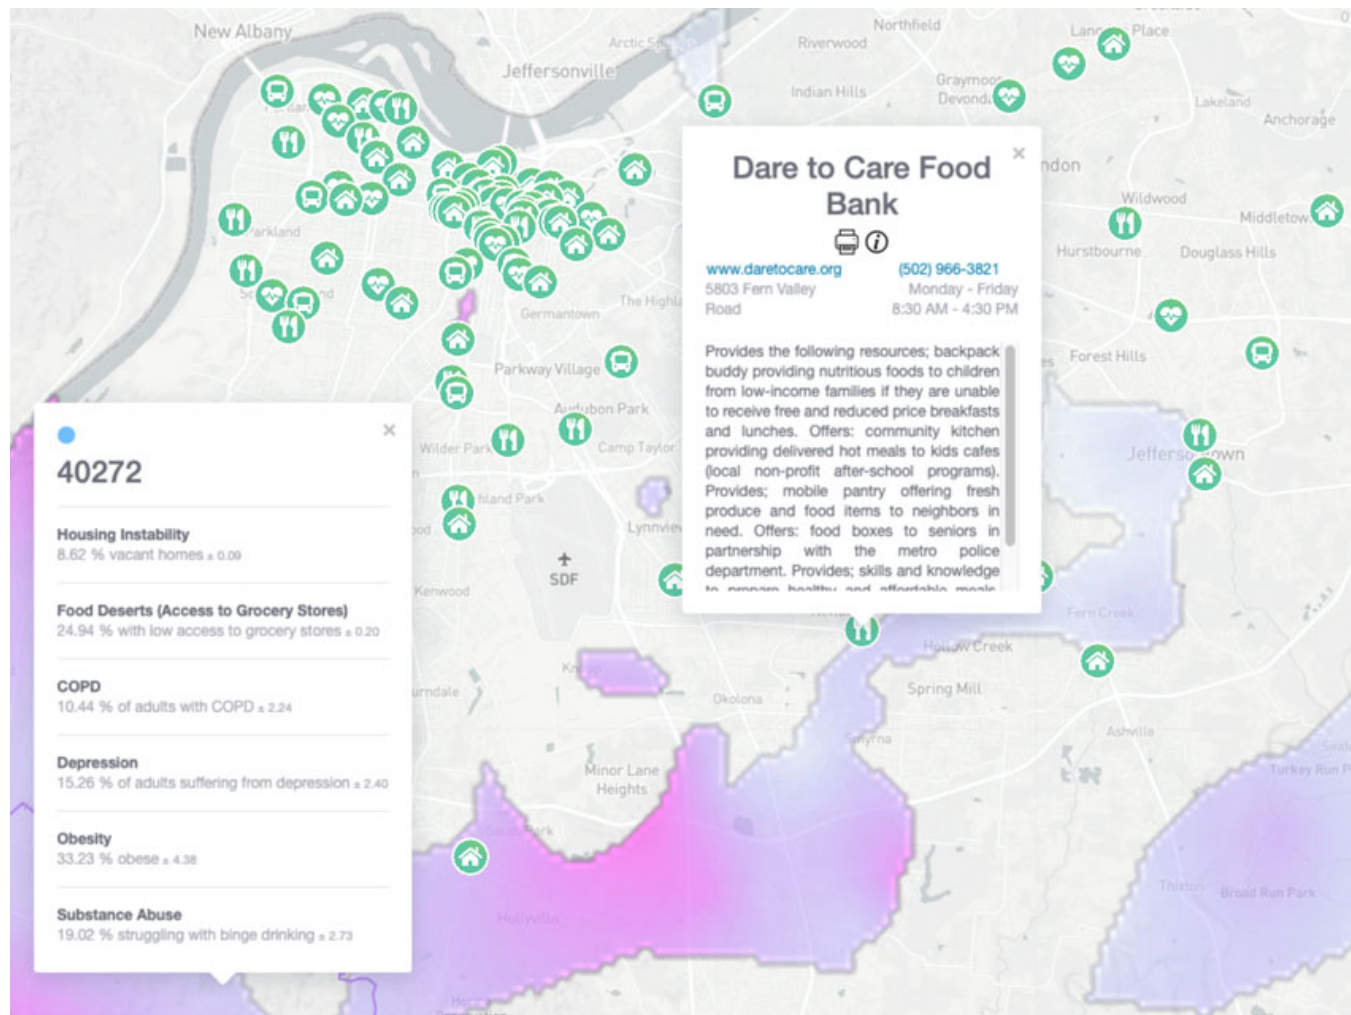 New Albany
Jeffersonville
Northfield
Riverwood
Indian Hills
Lakeland
Anchorage
Wildwood
Hurstbourne
Douglass Hills
Germantown
Parkway Village
Forest Hills
Audubon Park
Camp Taylor
SDF
Kenwood
Fern Creek
Spring Mill
Okolona
Ashville
Minor Lane
Heights
Hollyvilla
Thixton
Broad Run Park
Dare to Care Food
Bank
www.daretocare.org
(502) 966-3821
5803 Fern Valley
Road
Monday - Friday
8:30 AM - 4:30 PM
Provides the following resources; backpack
buddy providing nutritious foods to children
from low-income families if they are unable
to receive free and reduced price breakfasts
and lunches. Offers: community kitchen
providing delivered hot meals to kids cafes
(local non-profit after-school programs).
Provides; mobile pantry offering fresh
produce and food items to neighbors in
need. Offers: food boxes to seniors in
partnership with the metro police
department. Provides; skills and knowledge
to prepare healthy and affordable meals.
40272
Housing Instability
8.62 % vacant homes ± 0.09
Food Deserts (Access to Grocery Stores)
24.94 % with low access to grocery stores ± 0.20
COPD
10.44 % of adults with COPD ± 2.24
Depression
15.26 % of adults suffering from depression ± 2.40
Obesity
33.23 % obese ± 4.38
Substance Abuse
19.02 % struggling with binge drinking ± 2.73